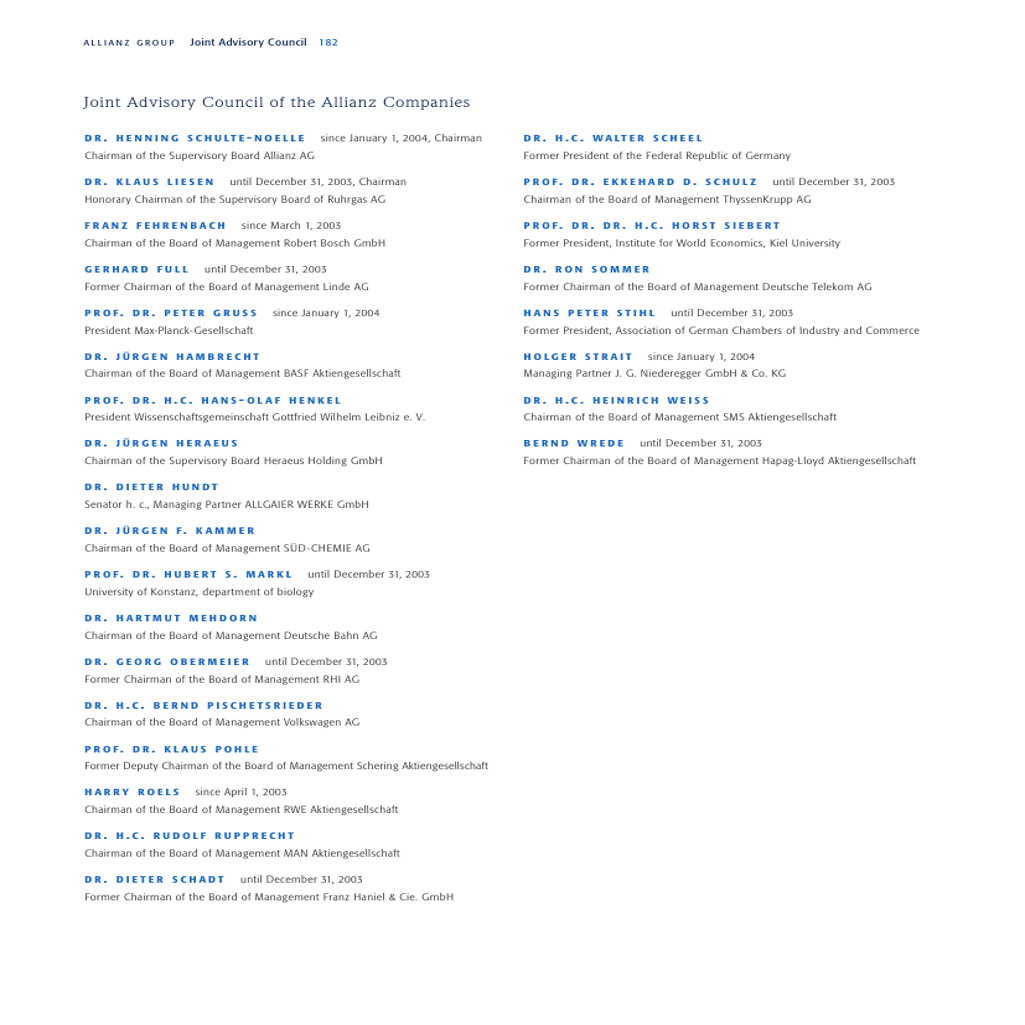 ALLIANZ GROUP Joint Advisory Council 182
Joint Advisory Council of the Allianz Companies
DR. HENNING SCHULTE-NOELLE since January 1, 2004, Chairman
Chairman of the Supervisory Board Allianz AG
DR. KLAUS LIESEN until December 31, 2003, Chairman
Honorary Chairman of the Supervisory Board of Ruhrgas AG
FRANZ FEHRENBACH since March 1, 2003
Chairman of the Board of Management Robert Bosch GmbH
GERHARD FULL until December 31, 2003
Former Chairman of the Board of Management Linde AG
PROF. DR. PETER GRUSS since January 1, 2004
President Max-Planck-Gesellschaft
DR. JÜRGEN HAMBRECHT
Chairman of the Board of Management BASF Aktiengesellschaft
PROF. DR. H.C. HANS-OLAF HENKEL
President Wissenschaftsgemeinschaft Gottfried Wilhelm Leibniz e. V.
DR. JÜRGEN HERAEUS
Chairman of the Supervisory Board Heraeus Holding GmbH
DR. DIETER HUNDT
Senator h. c., Managing Partner ALLGAIER WERKE GmbH
DR. JÜRGEN F. KAMMER
Chairman of the Board of Management SÜD-CHEMIE AG
PROF. DR. HUBERT S. MARKL until December 31, 2003
University of Konstanz, department of biology
DR. HARTMUT MEHDORN
Chairman of the Board of Management Deutsche Bahn AG
DR. GEORG OBERMEIER until December 31, 2003
Former Chairman of the Board of Management RHI AG
DR. H.C. BERND PISCHETSRIEDER
Chairman of the Board of Management Volkswagen AG
PROF. DR. KLAUS POHLE
Former Deputy Chairman of the Board of Management Schering Aktiengesellschaft
HARRY ROELS since April 1, 2003
Chairman of the Board of Management RWE Aktiengesellschaft
DR. H.C. RUDOLF RUPPRECHT
Chairman of the Board of Management MAN Aktiengesellschaft
DR. DIETER SCHADT until December 31, 2003
Former Chairman of the Board of Management Franz Haniel & Cie. GmbH
DR. H.C. WALTER SCHEEL
Former President of the Federal Republic of Germany
PROF. DR. EKKEHARD D. SCHULZ until December 31, 2003
Chairman of the Board of Management ThyssenKrupp AG
PROF. DR. DR. H.C. HORST SIEBERT
Former President, Institute for World Economics, Kiel University
DR. RON SOMMER
Former Chairman of the Board of Management Deutsche Telekom AG
HANS PETER STIHL until December 31, 2003
Former President, Association of German Chambers of Industry and Commerce
HOLGER STRAIT since January 1, 2004
Managing Partner J. G. Niederegger GmbH & Co. KG
DR. H.C. HEINRICH WEISS
Chairman of the Board of Management SMS Aktiengesellschaft
BERND WREDE until December 31, 2003
Former Chairman of the Board of Management Hapag-Lloyd Aktiengesellschaft